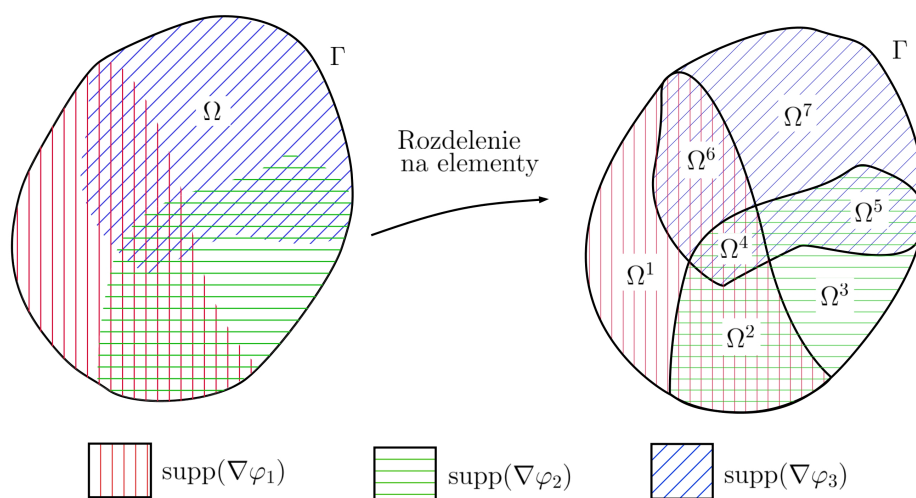 Γ
Ω
Rozdelenie
na elementy
Γ
Ω⁷
Ω⁶
Ω⁵
Ω⁴
Ω¹
Ω³
Ω²
supp(∇φ₁)
supp(∇φ₂)
supp(∇φ₃)